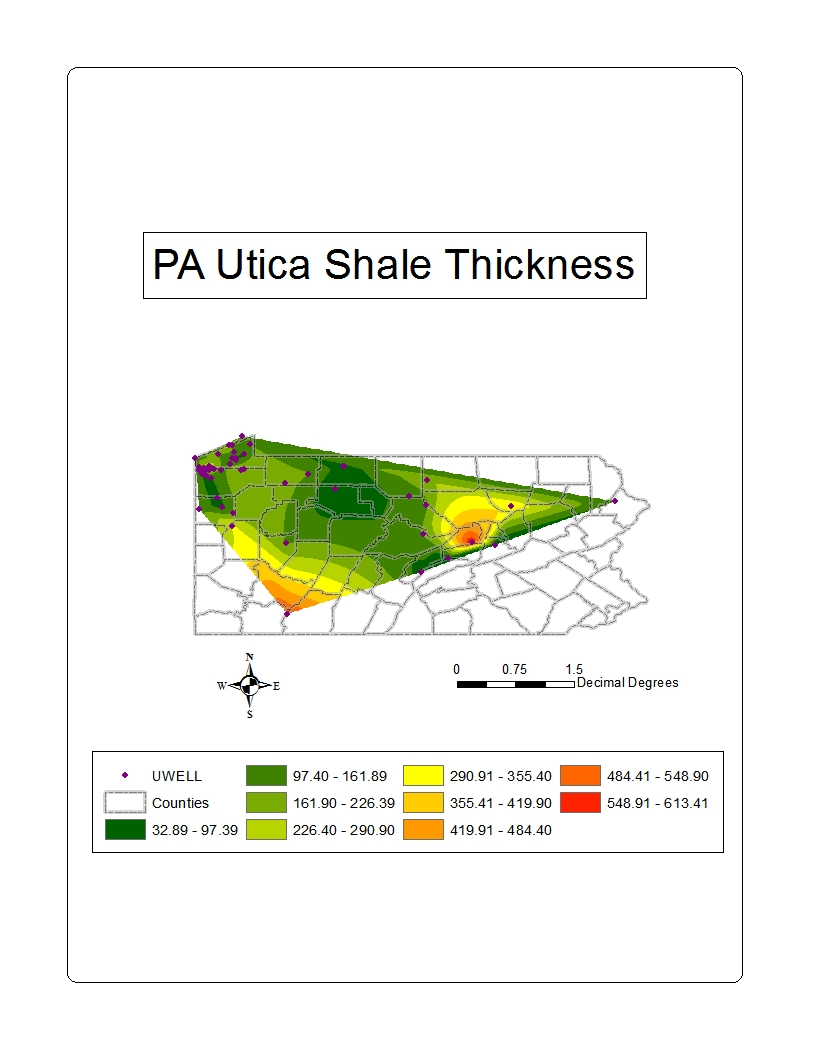 PA Utica Shale Thickness
N
W E
S
0 0.75 1.5
Decimal Degrees
UWELL 97.40 - 161.89 290.91 - 355.40 484.41 - 548.90
Counties 161.90 - 226.39 355.41 - 419.90 548.91 - 613.41
32.89 - 97.39 226.40 - 290.90 419.91 - 484.40